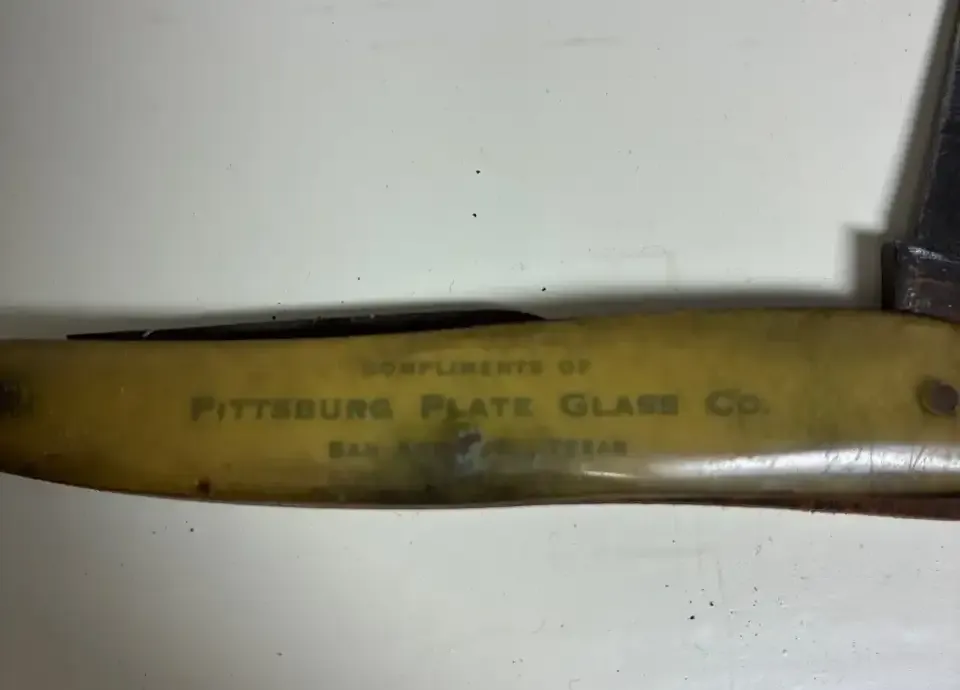 COMPLIMENTS OF
PITTSBURG PLATE GLASS CO.
SAN TEXAS